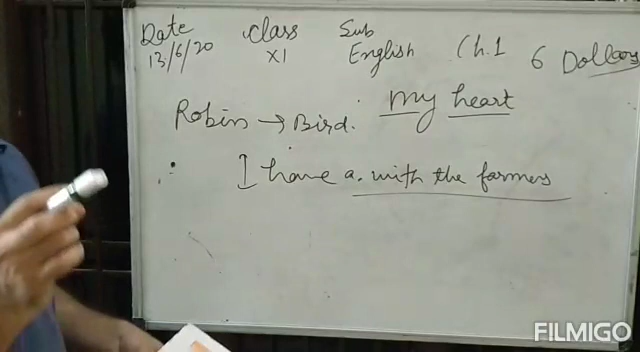 Date Class Sub
13/6/20 XI English Ch.1 6 Dollars
Robin → Bird. My heart
I have a. with the farmers
FILMIGO